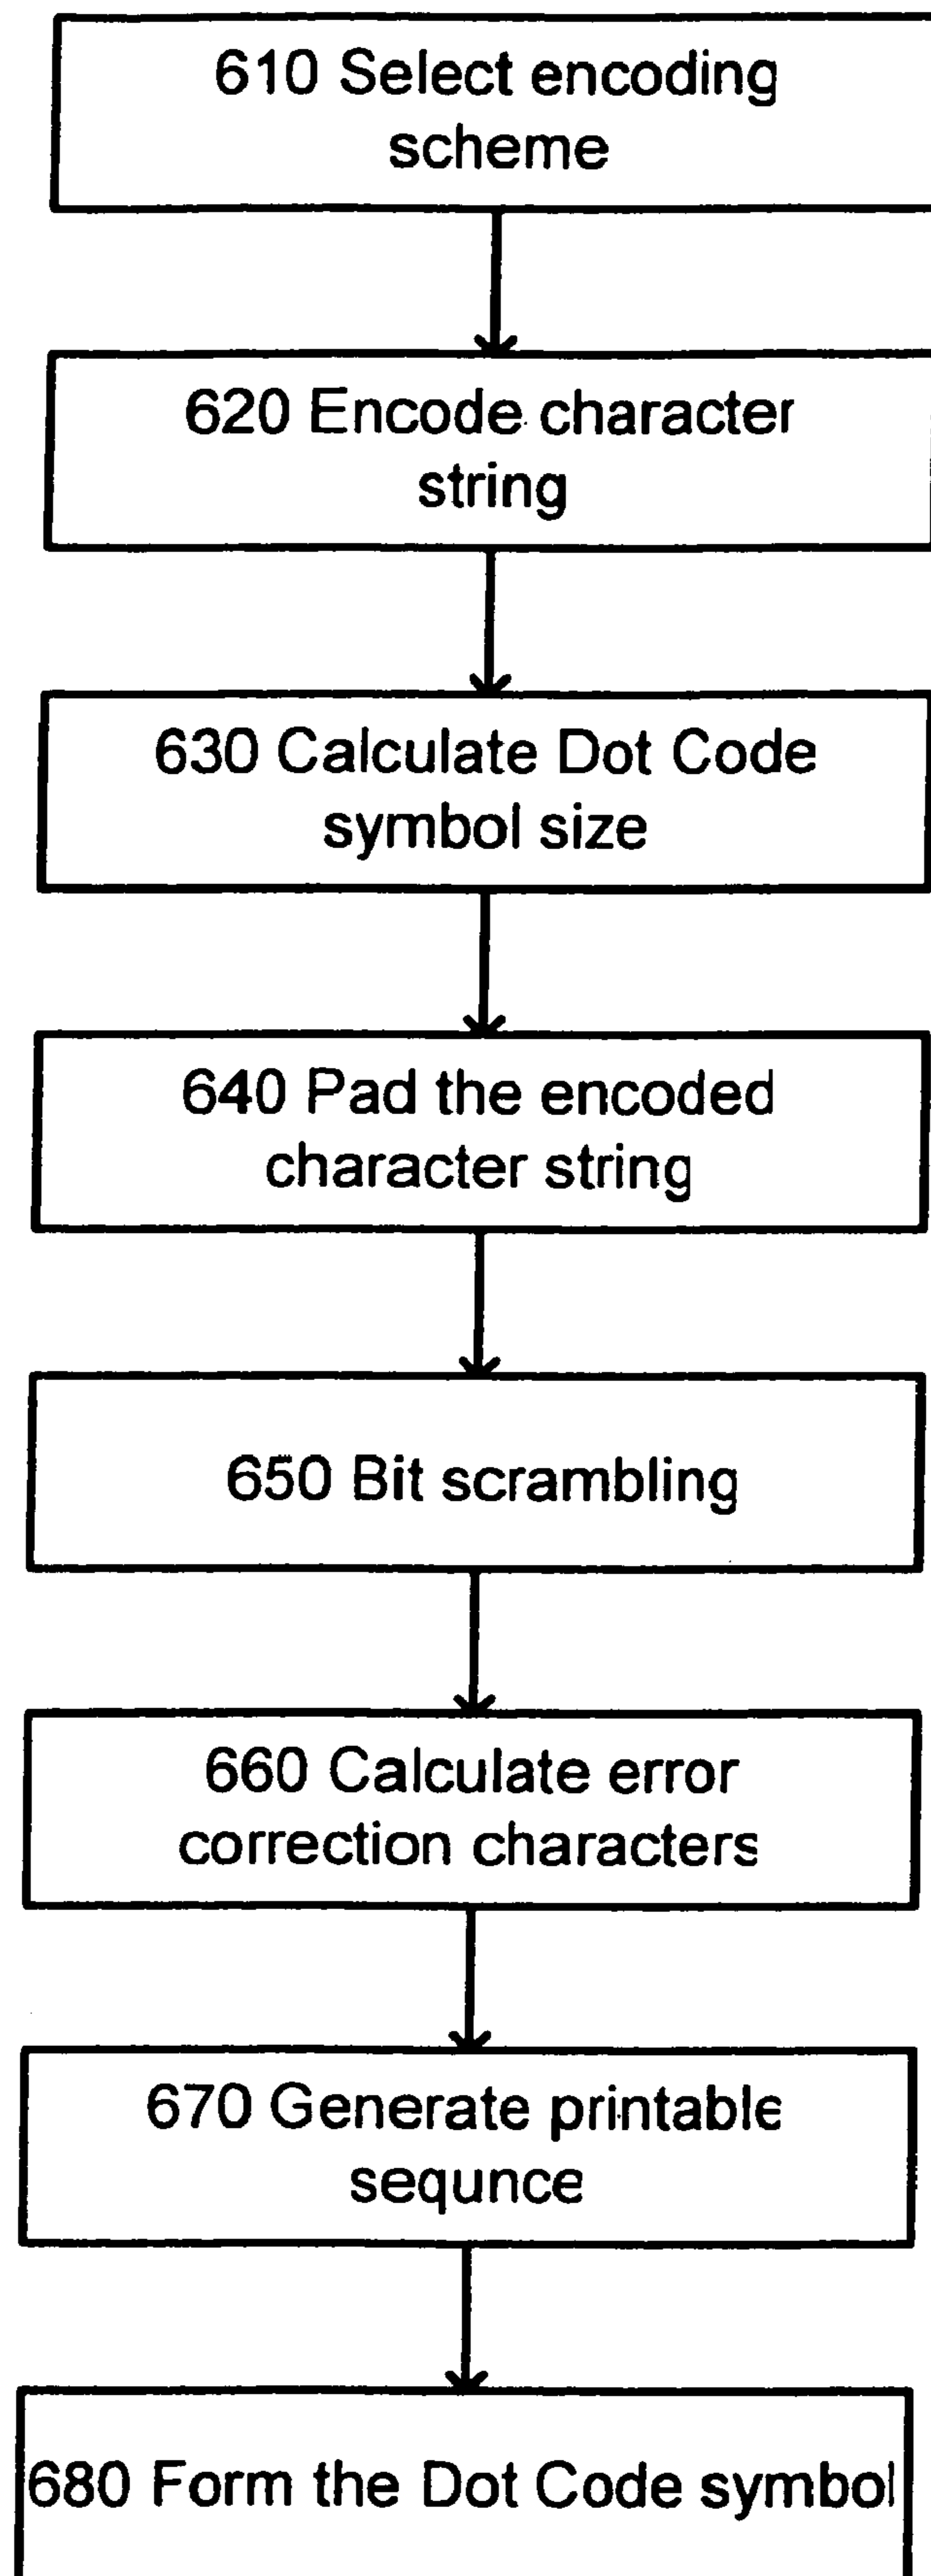 610 Select encoding
scheme
620 Encode character
string
630 Calculate Dot Code
symbol size
640 Pad the encoded
character string
650 Bit scrambling
660 Calculate error
correction characters
670 Generate printable
sequnce
680 Form the Dot Code symbol